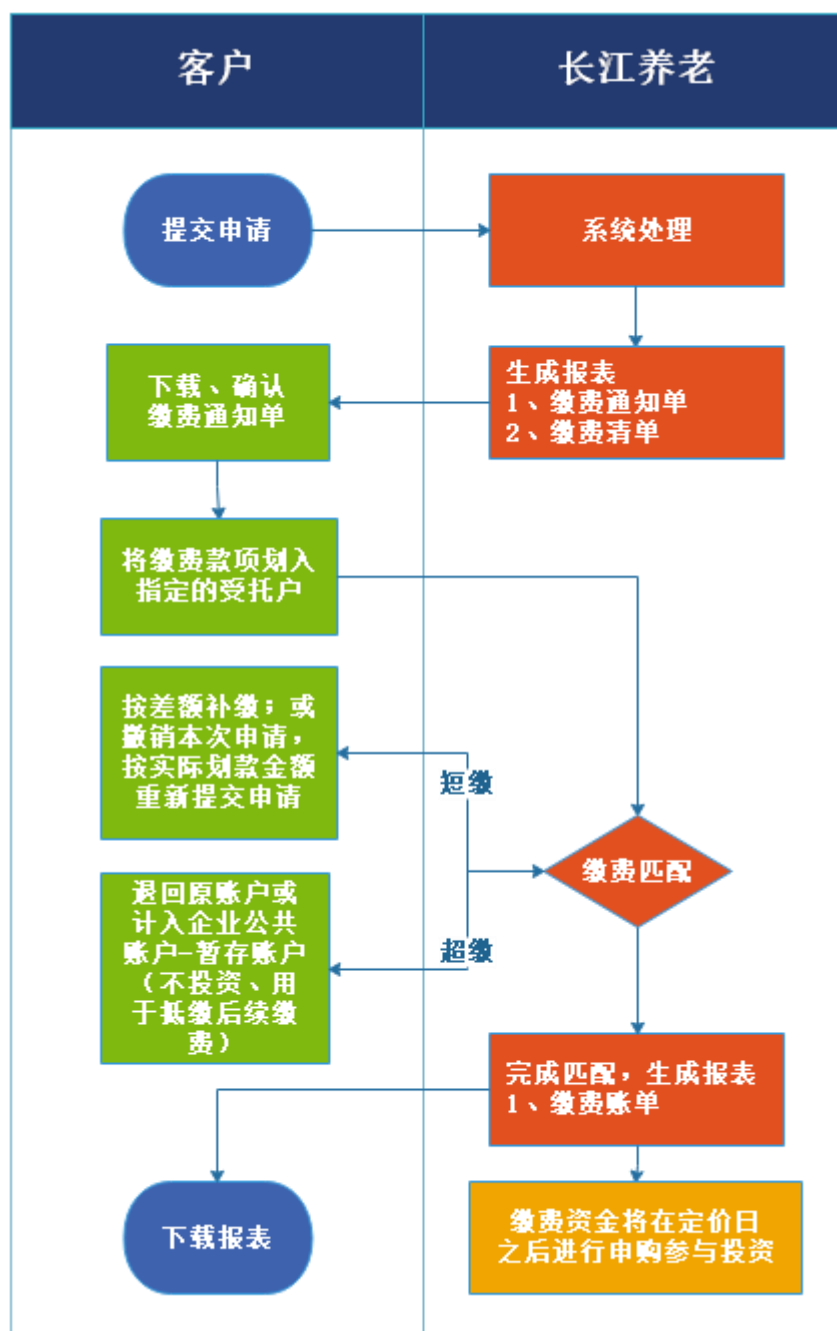 客户
长江养老
提交申请
系统处理
生成报表
1、缴费通知单
2、缴费清单
下载、确认
缴费通知单
将缴费款项划入
指定的受托户
按差额补缴；或
撤销本次申请，
按实际划款金额
重新提交申请
短缴
缴费匹配
退回原账户或
计入企业公共
账户-暂存账户
（不投资、用
于抵缴后续缴
费）
超缴
完成匹配，生成报表
1、缴费账单
下载报表
缴费资金将在定价日
之后进行申购参与投资